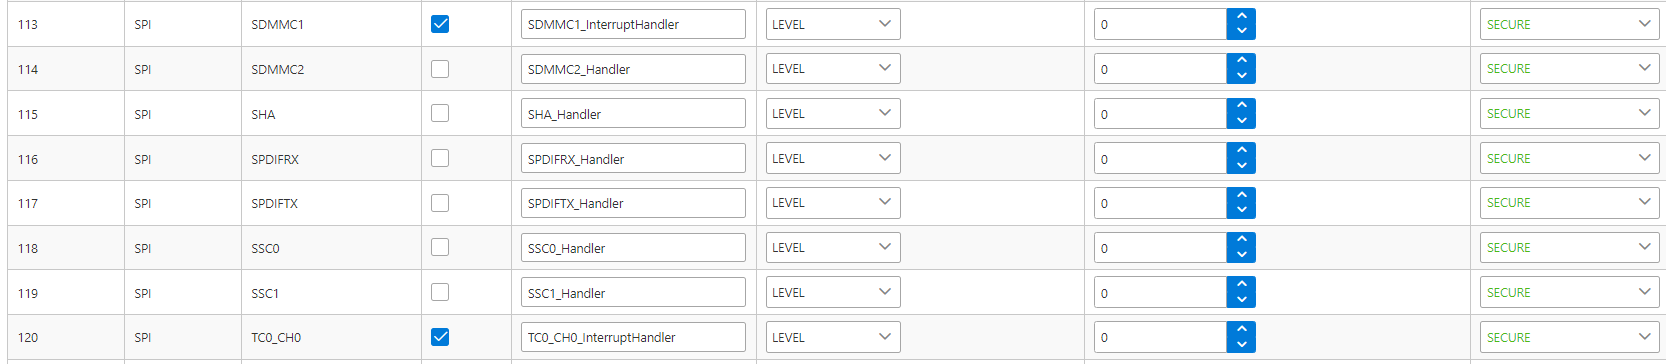 113 SPI SDMMC1 SDMMC1_InterruptHandler LEVEL 0 SECURE
114 SPI SDMMC2 SDMMC2_Handler LEVEL 0 SECURE
115 SPI SHA SHA_Handler LEVEL 0 SECURE
116 SPI SPDIFRX SPDIFRX_Handler LEVEL 0 SECURE
117 SPI SPDIFTX SPDIFTX_Handler LEVEL 0 SECURE
118 SPI SSC0 SSC0_Handler LEVEL 0 SECURE
119 SPI SSC1 SSC1_Handler LEVEL 0 SECURE
120 SPI TC0_CH0 TC0_CH0_InterruptHandler LEVEL 0 SECURE